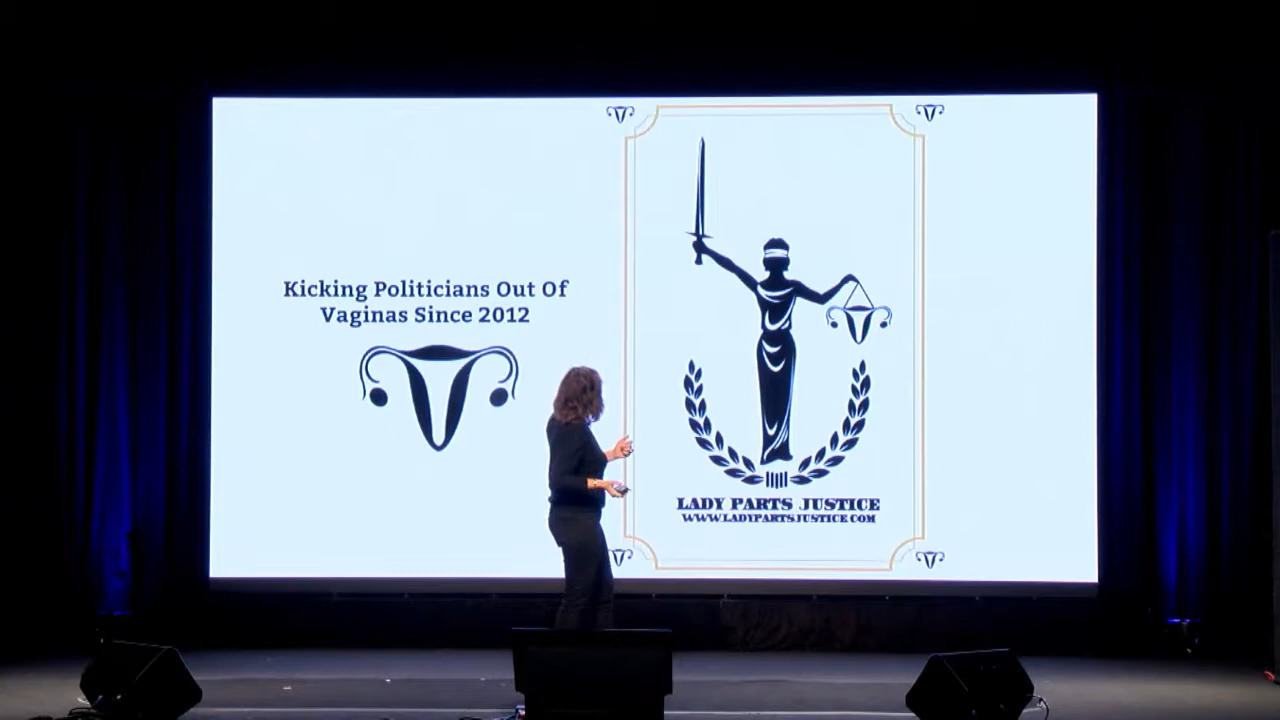 Kicking Politicians Out Of
Vaginas Since 2012
LADY PARTS JUSTICE
WWW.LADYPARTSJUSTICE.COM